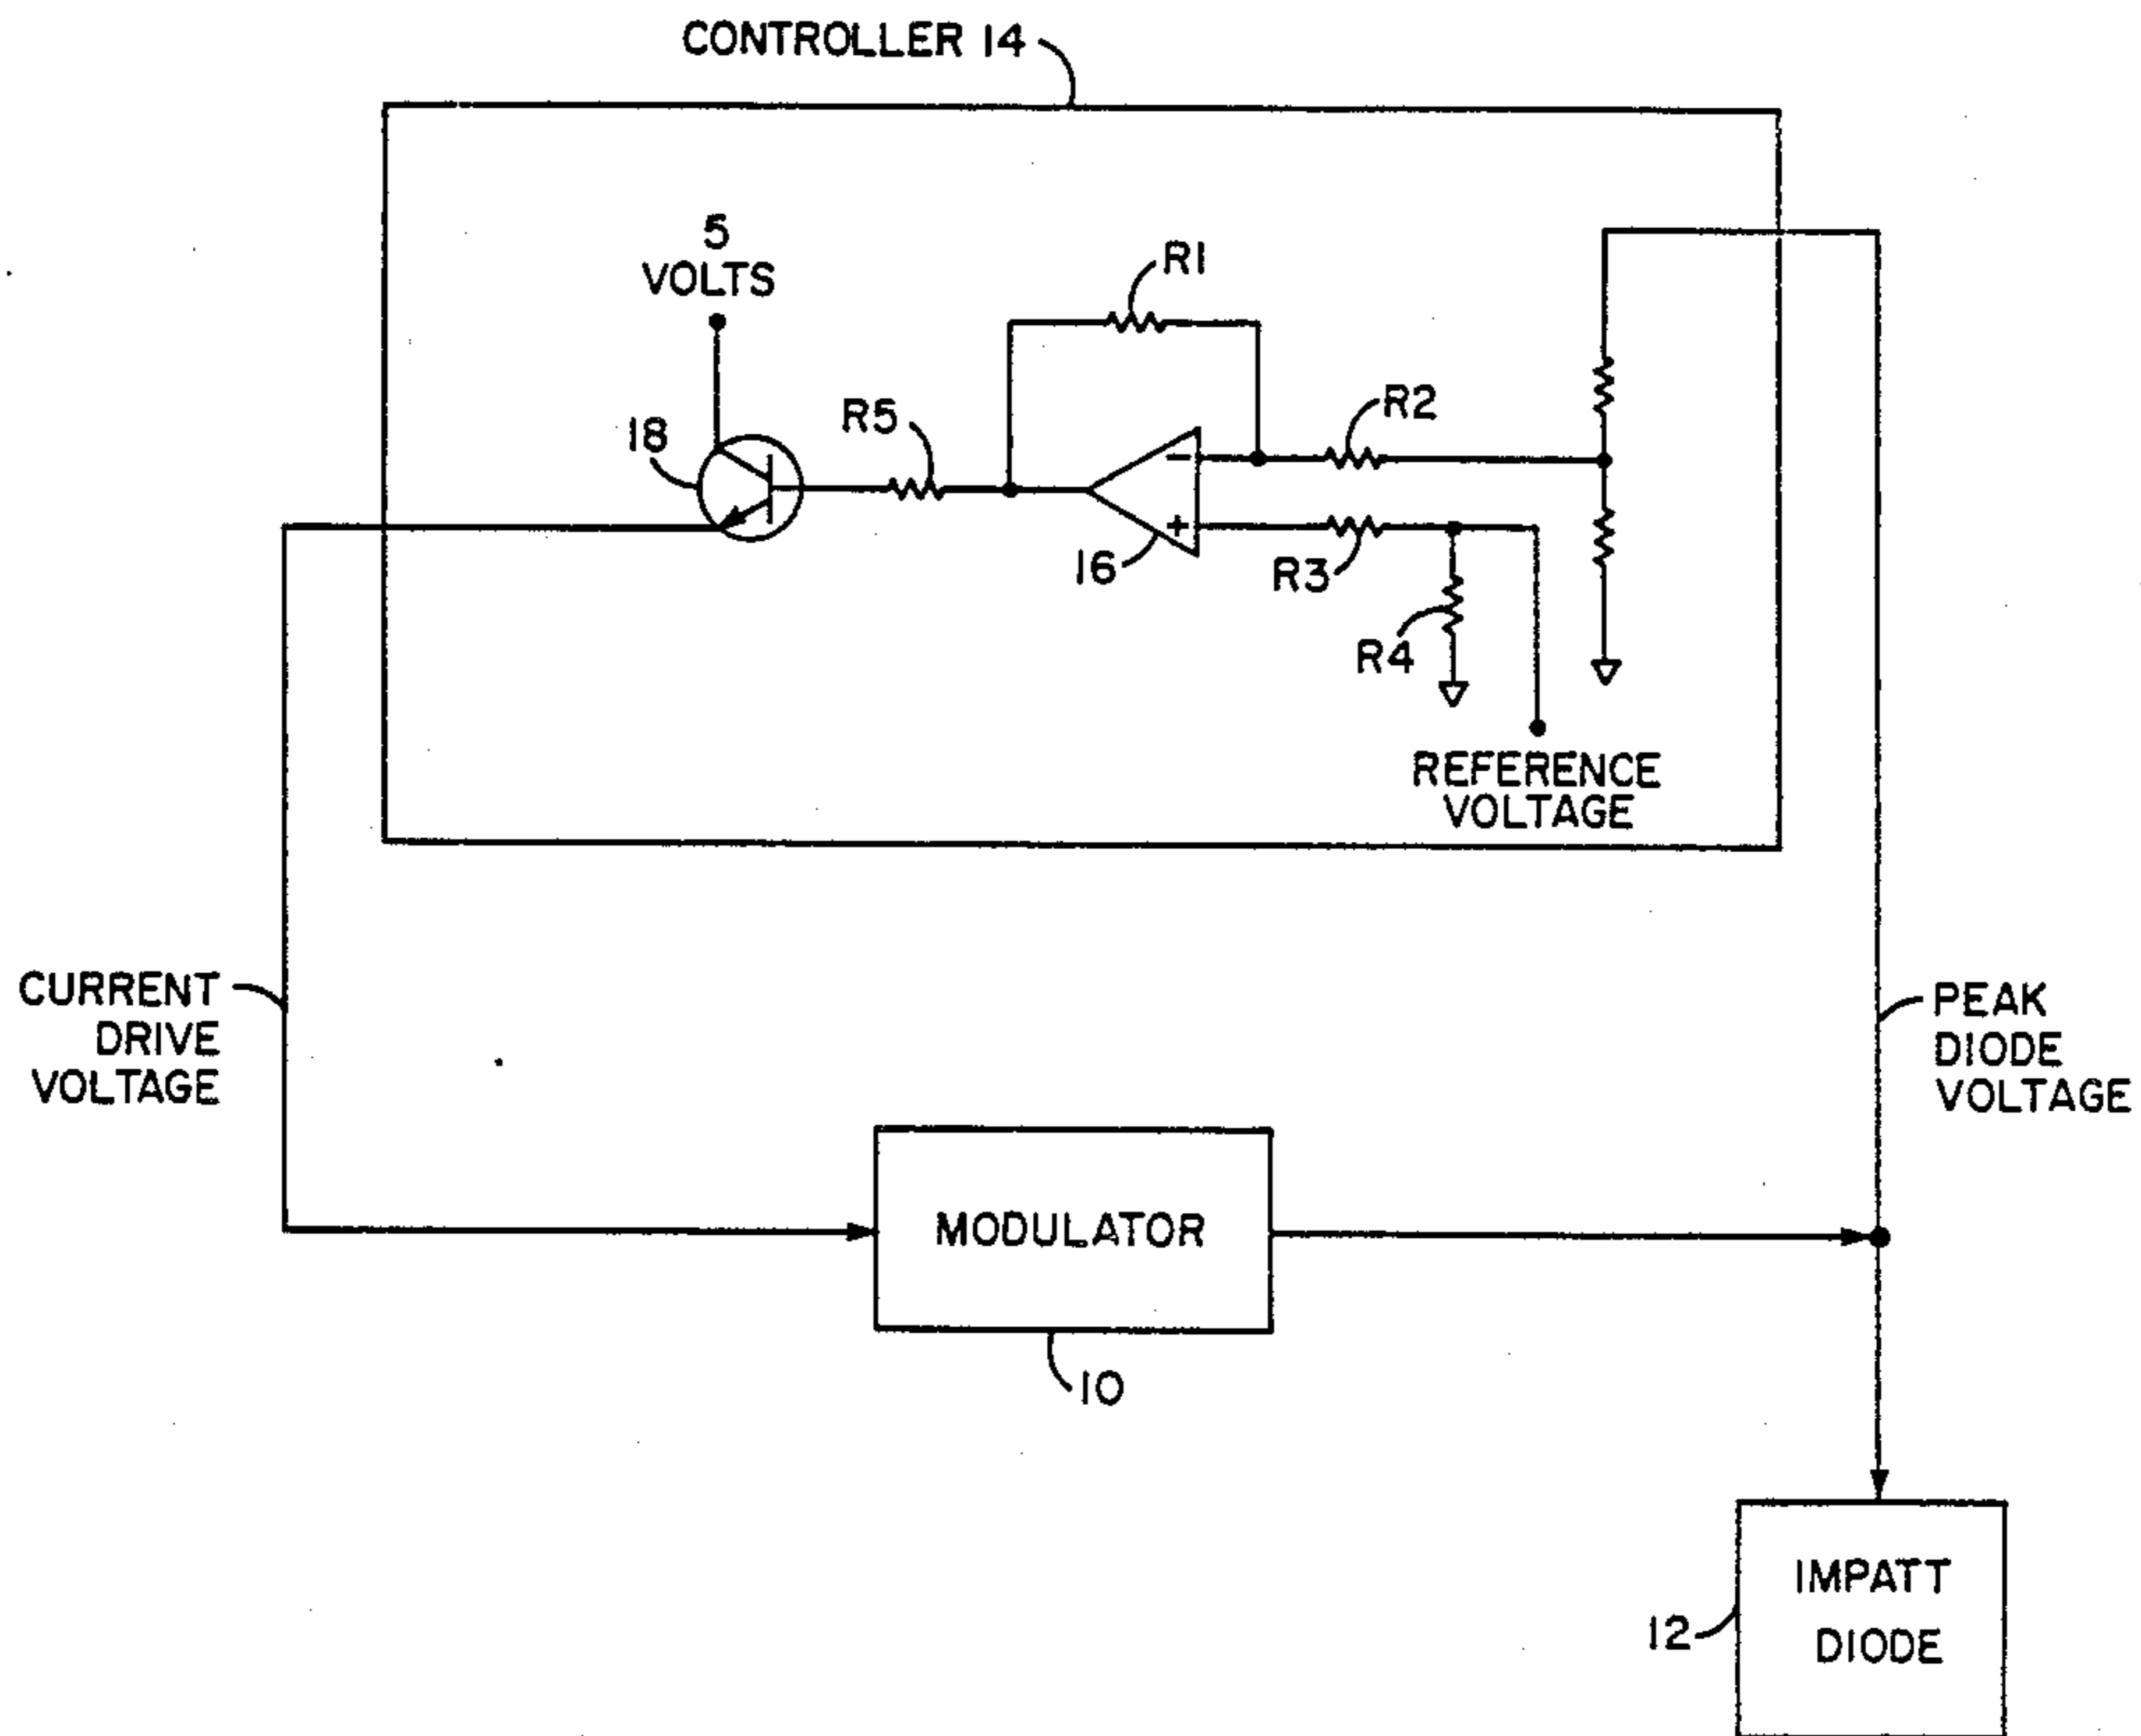 CONTROLLER 14
5
VOLTS
R1
R5
R2
18
-
+
16
R3
R4
REFERENCE
VOLTAGE
CURRENT
DRIVE
VOLTAGE
PEAK
DIODE
VOLTAGE
MODULATOR
10
IMPATT
DIODE
12